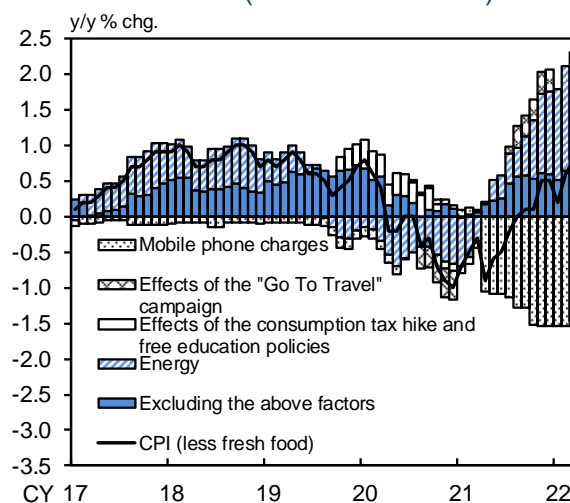 y/y % chg.
2.5
2.0
1.5
1.0
0.5
0.0
-0.5
-1.0
-1.5
-2.0
-2.5
-3.0
-3.5
Mobile phone charges
Effects of the "Go To Travel"
campaign
Effects of the consumption tax hike and
free education policies
Energy
Excluding the above factors
CPI (less fresh food)
CY 17 18 19 20 21 22